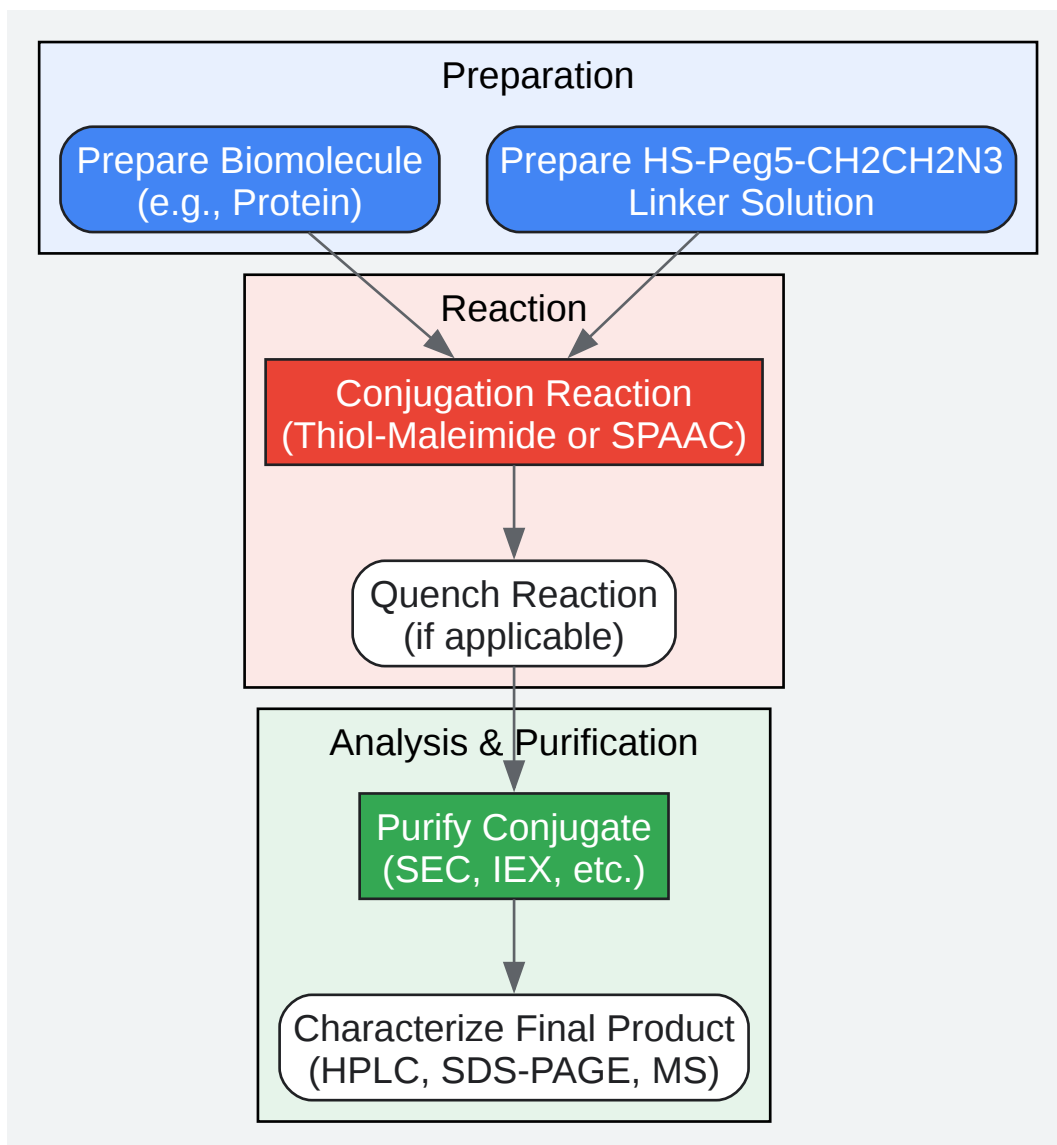 Preparation
Prepare Biomolecule
(e.g., Protein)
Prepare HS-Peg5-CH2CH2N3
Linker Solution
Reaction
Conjugation Reaction
(Thiol-Maleimide or SPAAC)
Quench Reaction
(if applicable)
Analysis & Purification
Purify Conjugate
(SEC, IEX, etc.)
Characterize Final Product
(HPLC, SDS-PAGE, MS)